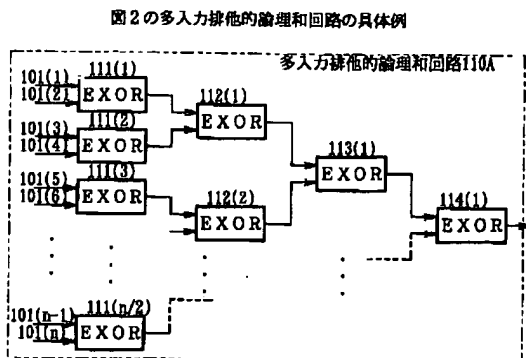 図2の多入力排他的論理和回路の具体例
多入力排他的論理和回路110A
101(1)
101(2)
111(1)
EXOR
101(3)
101(4)
111(2)
EXOR
101(5)
101(6)
111(3)
EXOR
112(1)
EXOR
112(2)
EXOR
113(1)
EXOR
114(1)
EXOR
101(n-1)
101(n)
111(n/2)
EXOR